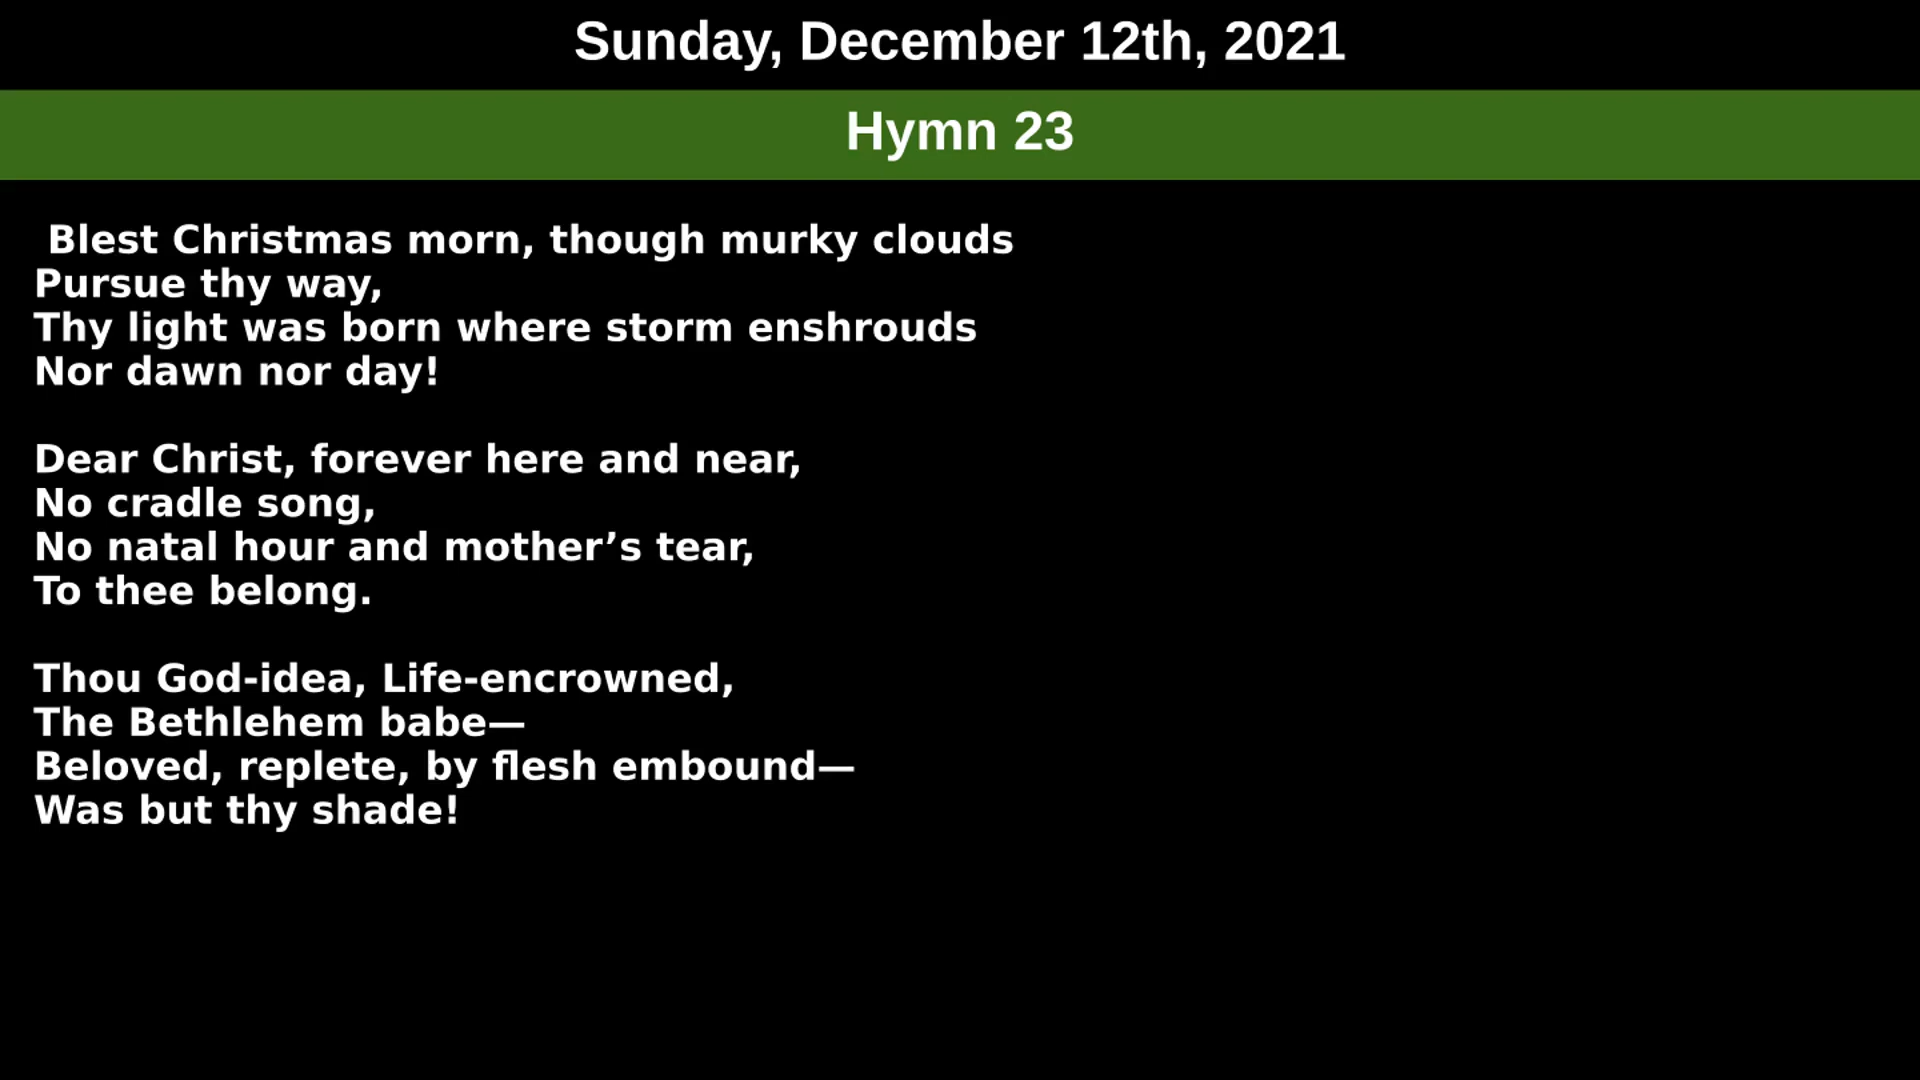 Sunday, December 12th, 2021
Hymn 23
Blest Christmas morn, though murky clouds
Pursue thy way,
Thy light was born where storm enshrouds
Nor dawn nor day!
Dear Christ, forever here and near,
No cradle song,
No natal hour and mother’s tear,
To thee belong.
Thou God-idea, Life-encrowned,
The Bethlehem babe—
Beloved, replete, by flesh embound—
Was but thy shade!